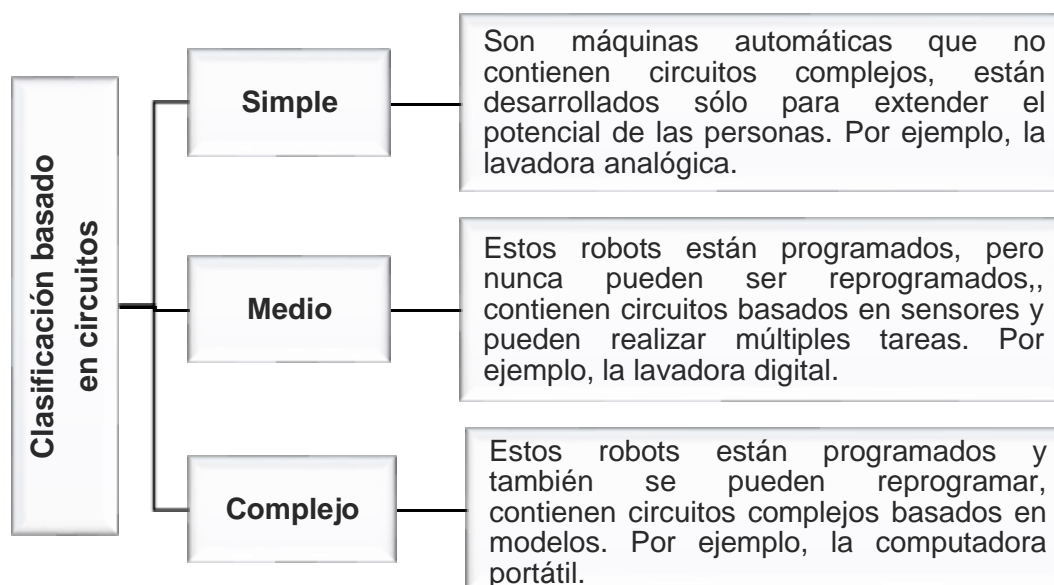 Clasificación basado
en circuitos
Simple
Son máquinas automáticas que no
contienen circuitos complejos, están
desarrollados sólo para extender el
potencial de las personas. Por ejemplo, la
lavadora analógica.
Medio
Estos robots están programados, pero
nunca pueden ser reprogramados,,
contienen circuitos basados en sensores y
pueden realizar múltiples tareas. Por
ejemplo, la lavadora digital.
Complejo
Estos robots están programados y
también se pueden reprogramar,
contienen circuitos complejos basados en
modelos. Por ejemplo, la computadora
portátil.